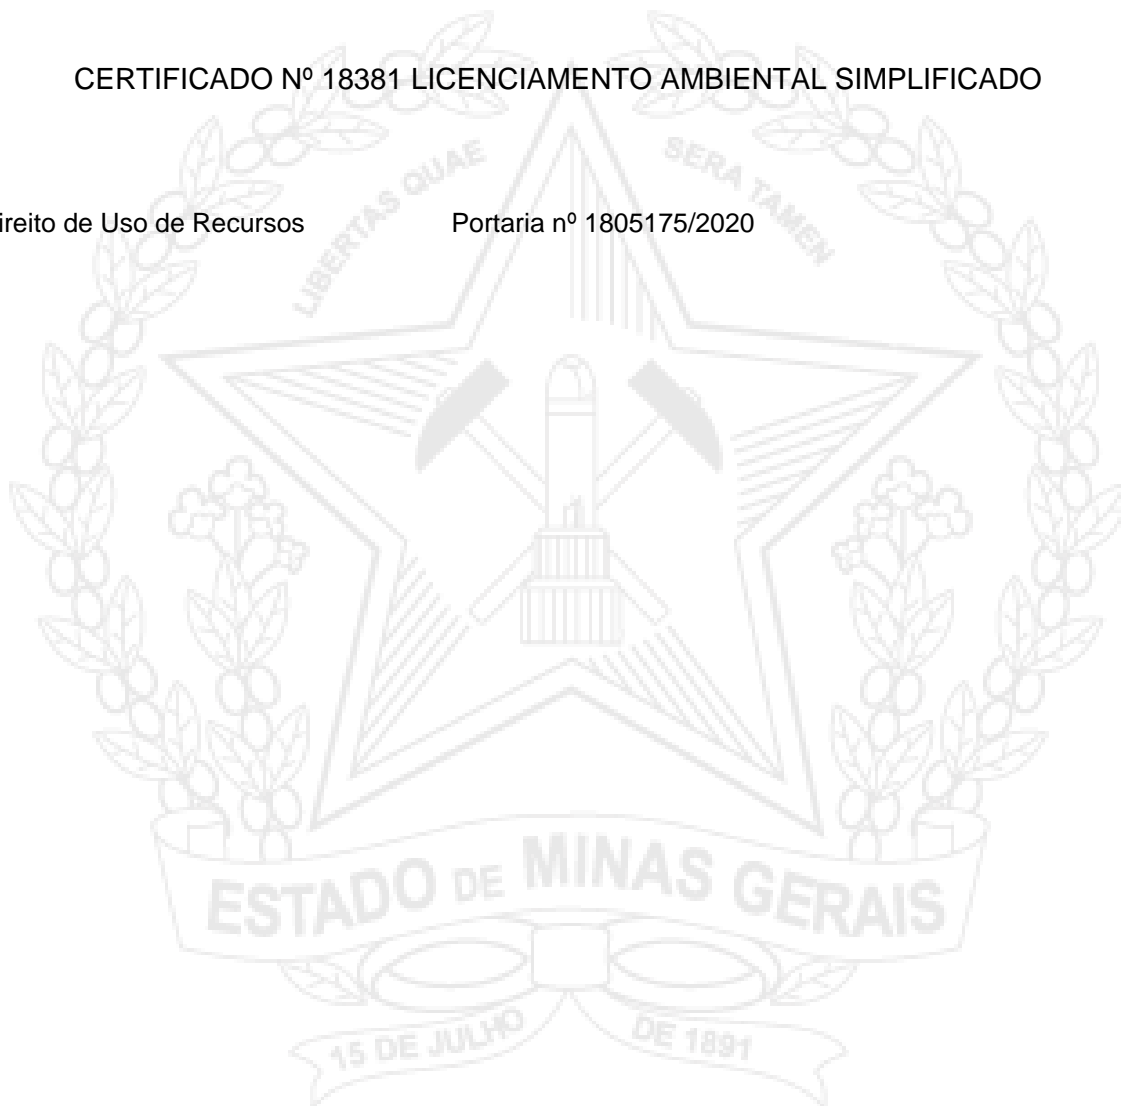 CERTIFICADO Nº 18381 LICENCIAMENTO AMBIENTAL SIMPLIFICADO
LIBERTAS QUAE SERA TAMEN
ireito de Uso de Recursos Portaria nº 1805175/2020
ESTADO DE MINAS GERAIS
15 DE JULHO DE 1891